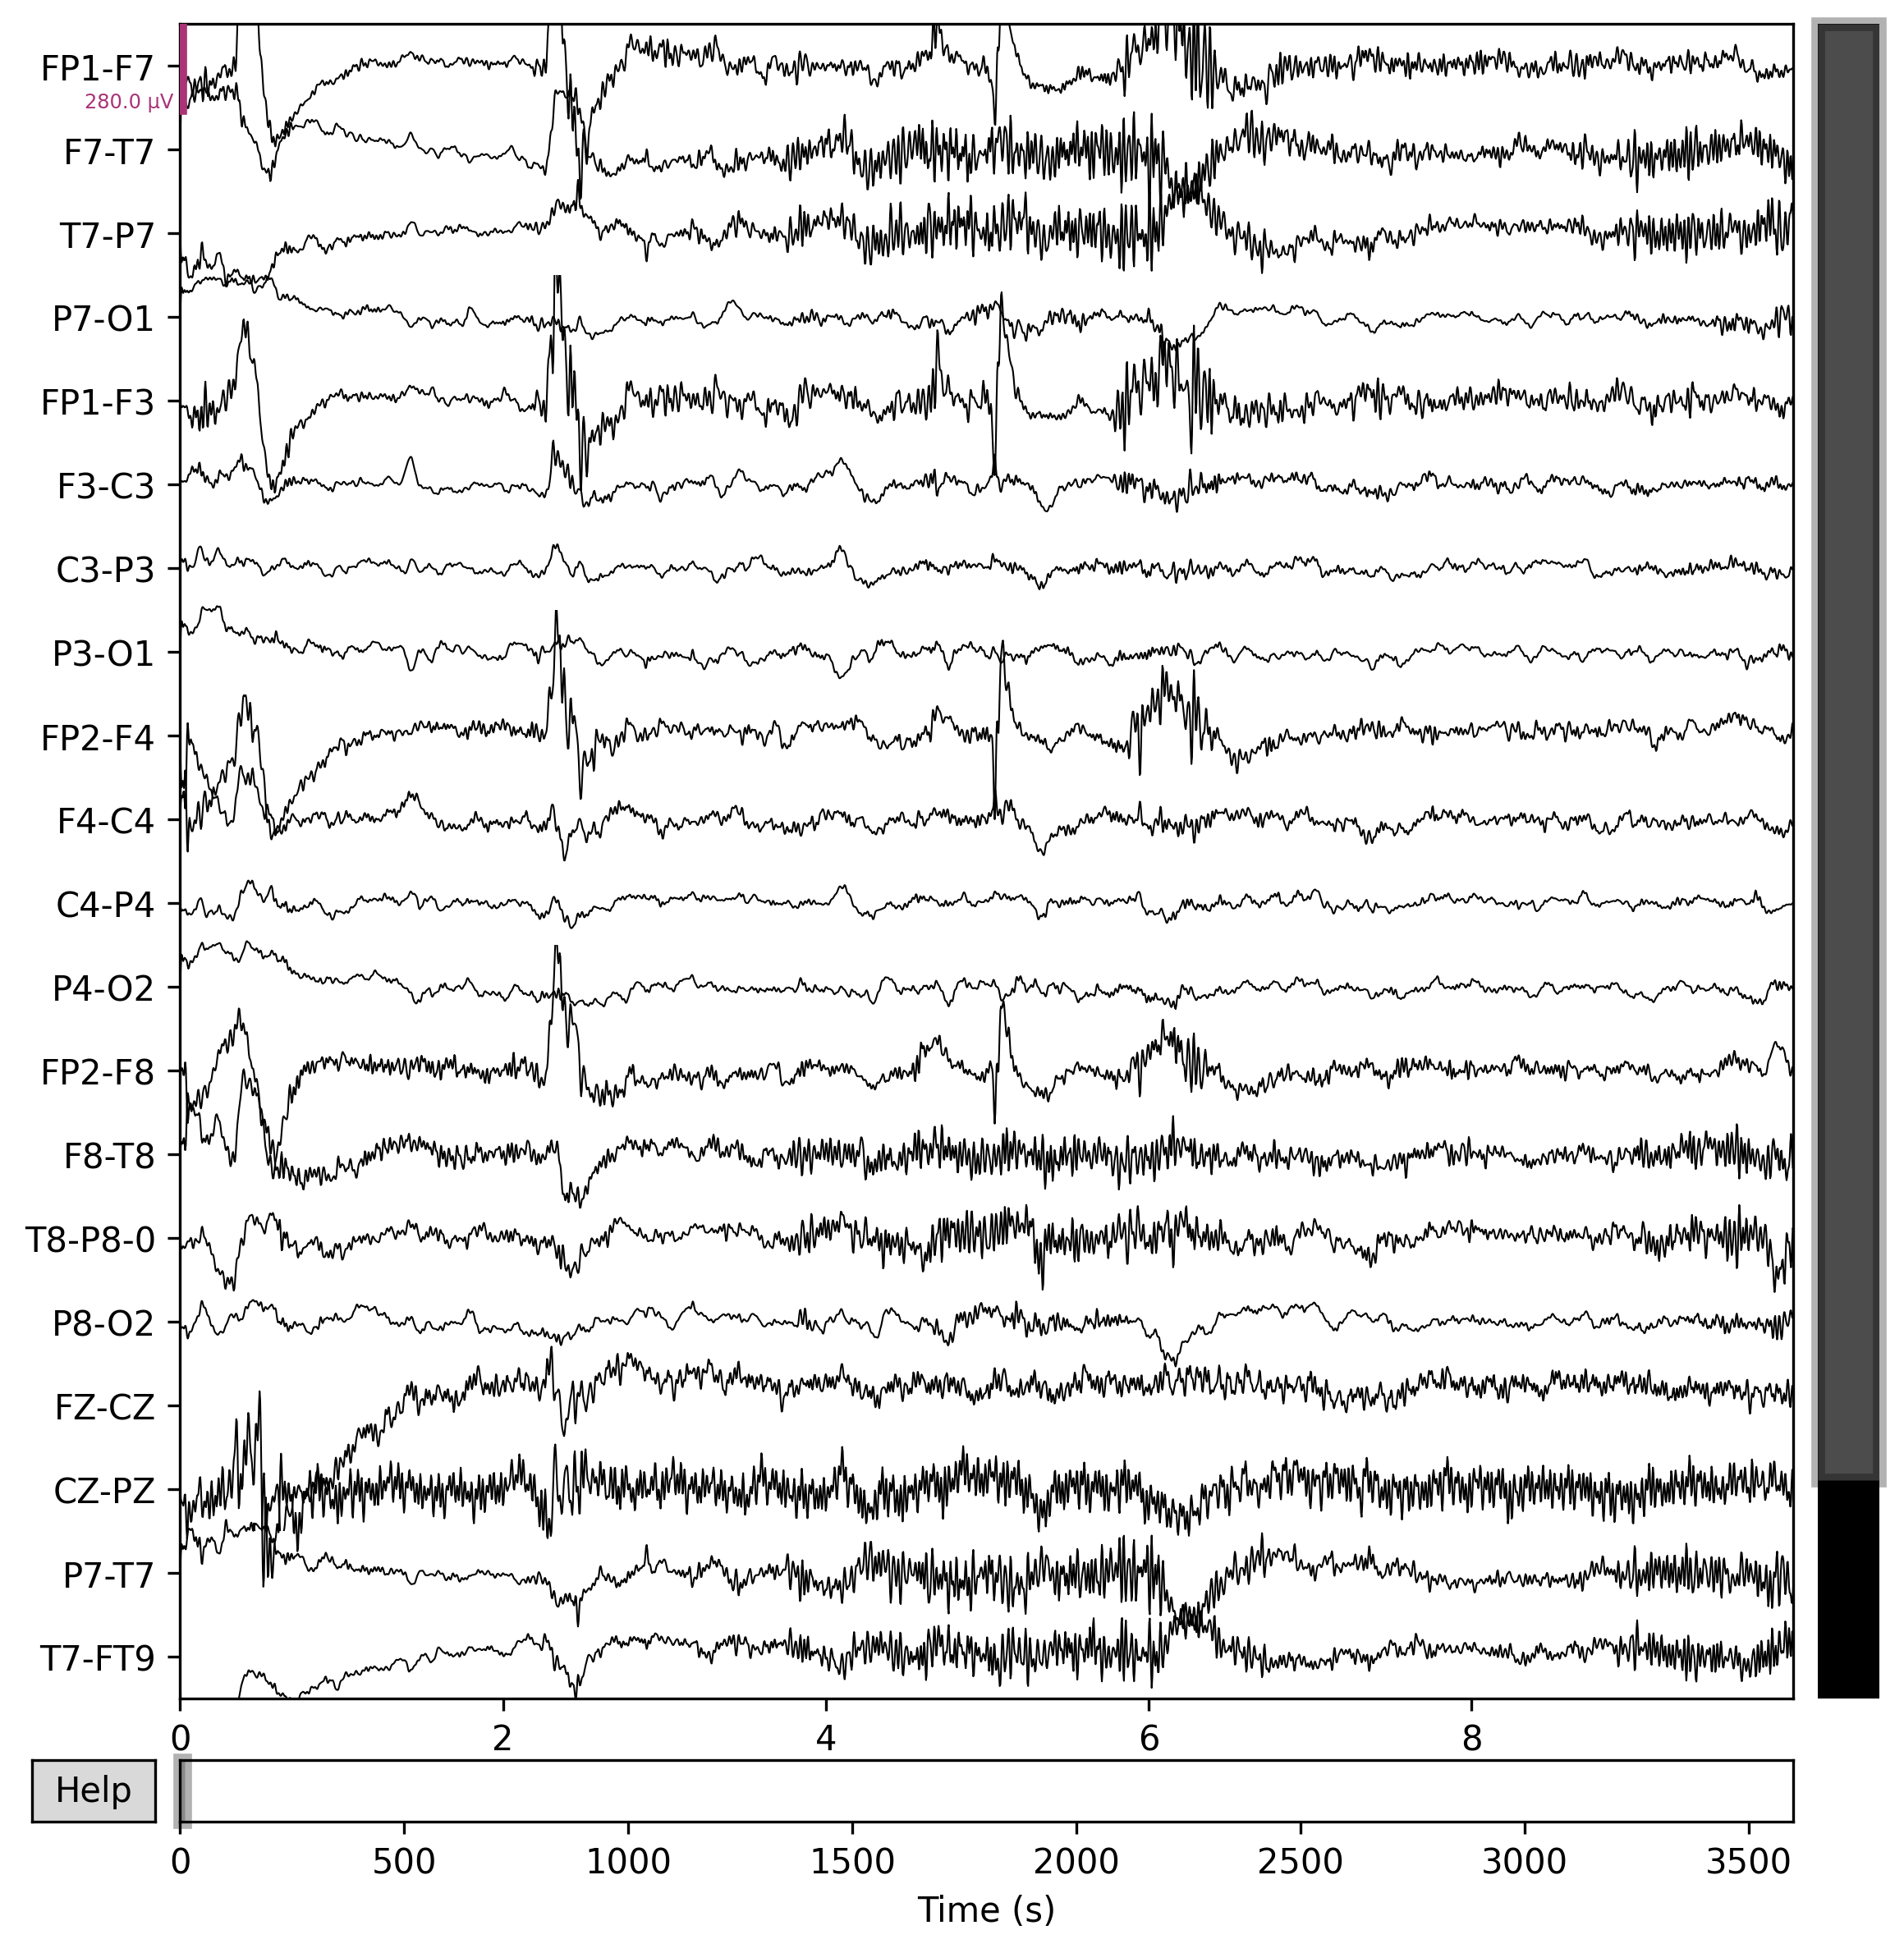 FP1-F7
280.0 µV
F7-T7
T7-P7
P7-O1
FP1-F3
F3-C3
C3-P3
P3-O1
FP2-F4
F4-C4
C4-P4
P4-O2
FP2-F8
F8-T8
T8-P8-0
P8-O2
FZ-CZ
CZ-PZ
P7-T7
T7-FT9
0 2 4 6 8
Help
0 500 1000 1500 2000 2500 3000 3500
Time (s)